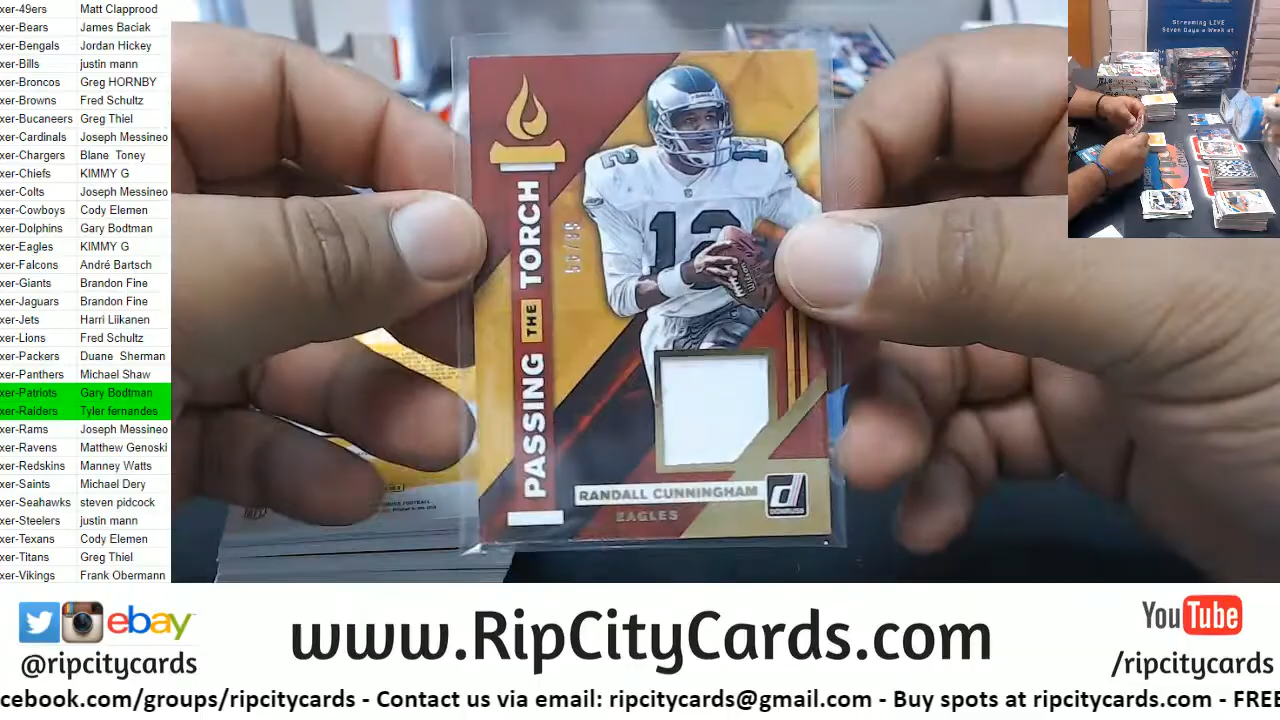 xer-49ers Matt Clapprood
xer-Bears James Baciak
xer-Bengals Jordan Hickey
xer-Bills justin mann
xer-Broncos Greg HORNBY
xer-Browns Fred Schultz
xer-Bucaneers Greg Thiel
xer-Cardinals Joseph Messineo
xer-Chargers Blane Toney
xer-Chiefs KIMMY G
xer-Colts Joseph Messineo
xer-Cowboys Cody Elemen
xer-Dolphins Gary Bodtman
xer-Eagles KIMMY G
xer-Falcons André Bartsch
xer-Giants Brandon Fine
xer-Jaguars Brandon Fine
xer-Jets Harri Liikanen
xer-Lions Fred Schultz
xer-Packers Duane Sherman
xer-Panthers Michael Shaw
xer-Patriots Gary Bodtman
xer-Raiders Tyler fernandes
xer-Rams Joseph Messineo
xer-Ravens Matthew Genoski
xer-Redskins Manney Watts
xer-Saints Michael Dery
xer-Seahawks steven pidcock
xer-Steelers justin mann
xer-Texans Cody Elemen
xer-Titans Greg Thiel
xer-Vikings Frank Obermann
PASSING THE TORCH
12
12
RANDALL CUNNINGHAM
EAGLES
d
DONRUSS
Streaming LIVE
Seven Days a Week at
ebay
@ripcitycards
www.RipCityCards.com
YouTube
/ripcitycards
cebook.com/groups/ripcitycards - Contact us via email: ripcitycards@gmail.com - Buy spots at ripcitycards.com - FREE